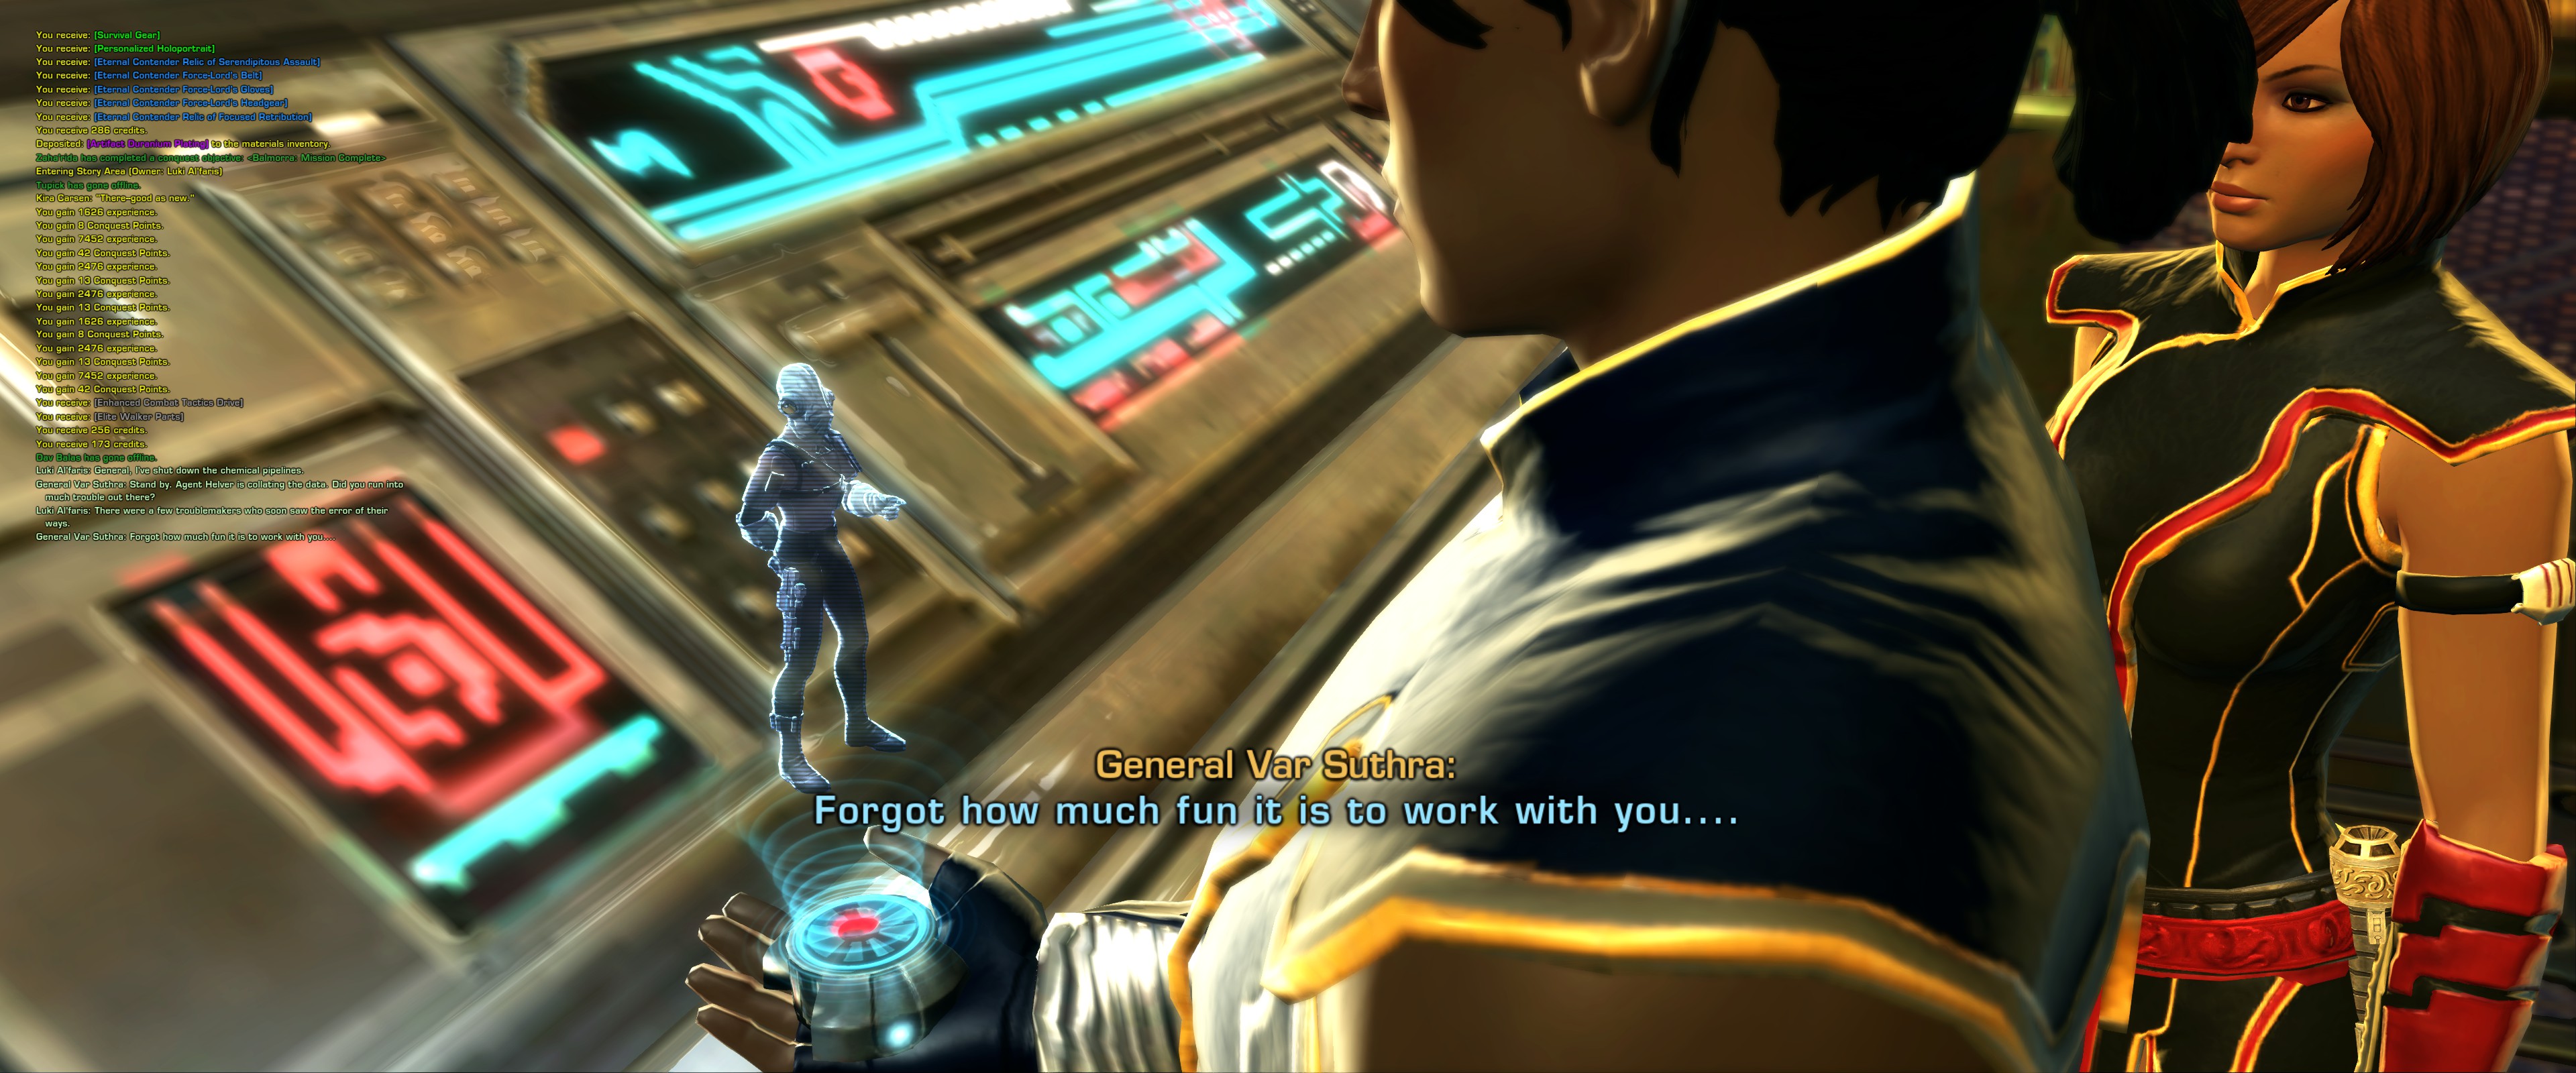 You receive: [Survival Gear]
You receive: [Personalized Holoportrait]
You receive: [Eternal Contender Relic of Serendipitous Assault]
You receive: [Eternal Contender Force-Lord's Belt]
You receive: [Eternal Contender Force-Lord's Gloves]
You receive: [Eternal Contender Force-Lord's Headgear]
You receive: [Eternal Contender Relic of Focused Retribution]
You receive 286 credits.
Deposited: [Artifact Duranium Plating] to the materials inventory.
Zeha'rida has completed a conquest objective: <Balmorra: Mission Complete>
Entering Story Area (Owner: Luki Al'faris)
Tupick has gone offline.
Kira Carsen: "There–good as new."
You gain 1626 experience.
You gain 8 Conquest Points.
You gain 7452 experience.
You gain 42 Conquest Points.
You gain 2476 experience.
You gain 13 Conquest Points.
You gain 2476 experience.
You gain 13 Conquest Points.
You gain 1626 experience.
You gain 8 Conquest Points.
You gain 2476 experience.
You gain 13 Conquest Points.
You gain 7452 experience.
You gain 42 Conquest Points.
You receive: [Enhanced Combat Tactics Drive]
You receive: [Elite Walker Parts]
You receive 256 credits.
You receive 173 credits.
Dav Balas has gone offline.
Luki Al'faris: General, I've shut down the chemical pipelines.
General Var Suthra: Stand by. Agent Helver is collating the data. Did you run into
much trouble out there?
Luki Al'faris: There were a few troublemakers who soon saw the error of their
ways.
General Var Suthra: Forgot how much fun it is to work with you....
General Var Suthra:
Forgot how much fun it is to work with you....